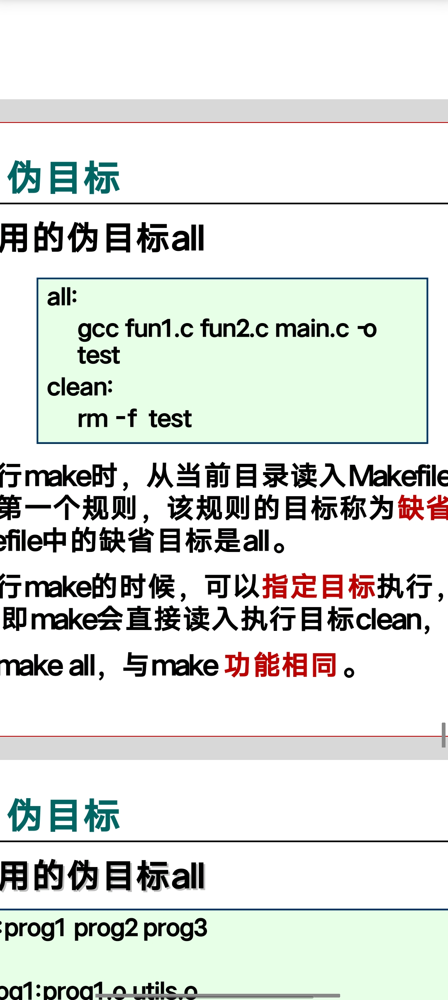 伪目标
用的伪目标all
all:
gcc fun1.c fun2.c main.c -o
test
clean:
rm -f test
行make时，从当前目录读入Makefile
第一个规则，该规则的目标称为缺省
efile中的缺省目标是all。
行make的时候，可以指定目标执行，
即make会直接读入执行目标clean，
make all，与make 功能相同。
伪目标
用的伪目标all
:prog1 prog2 prog3
og1:prog1.o utils.o